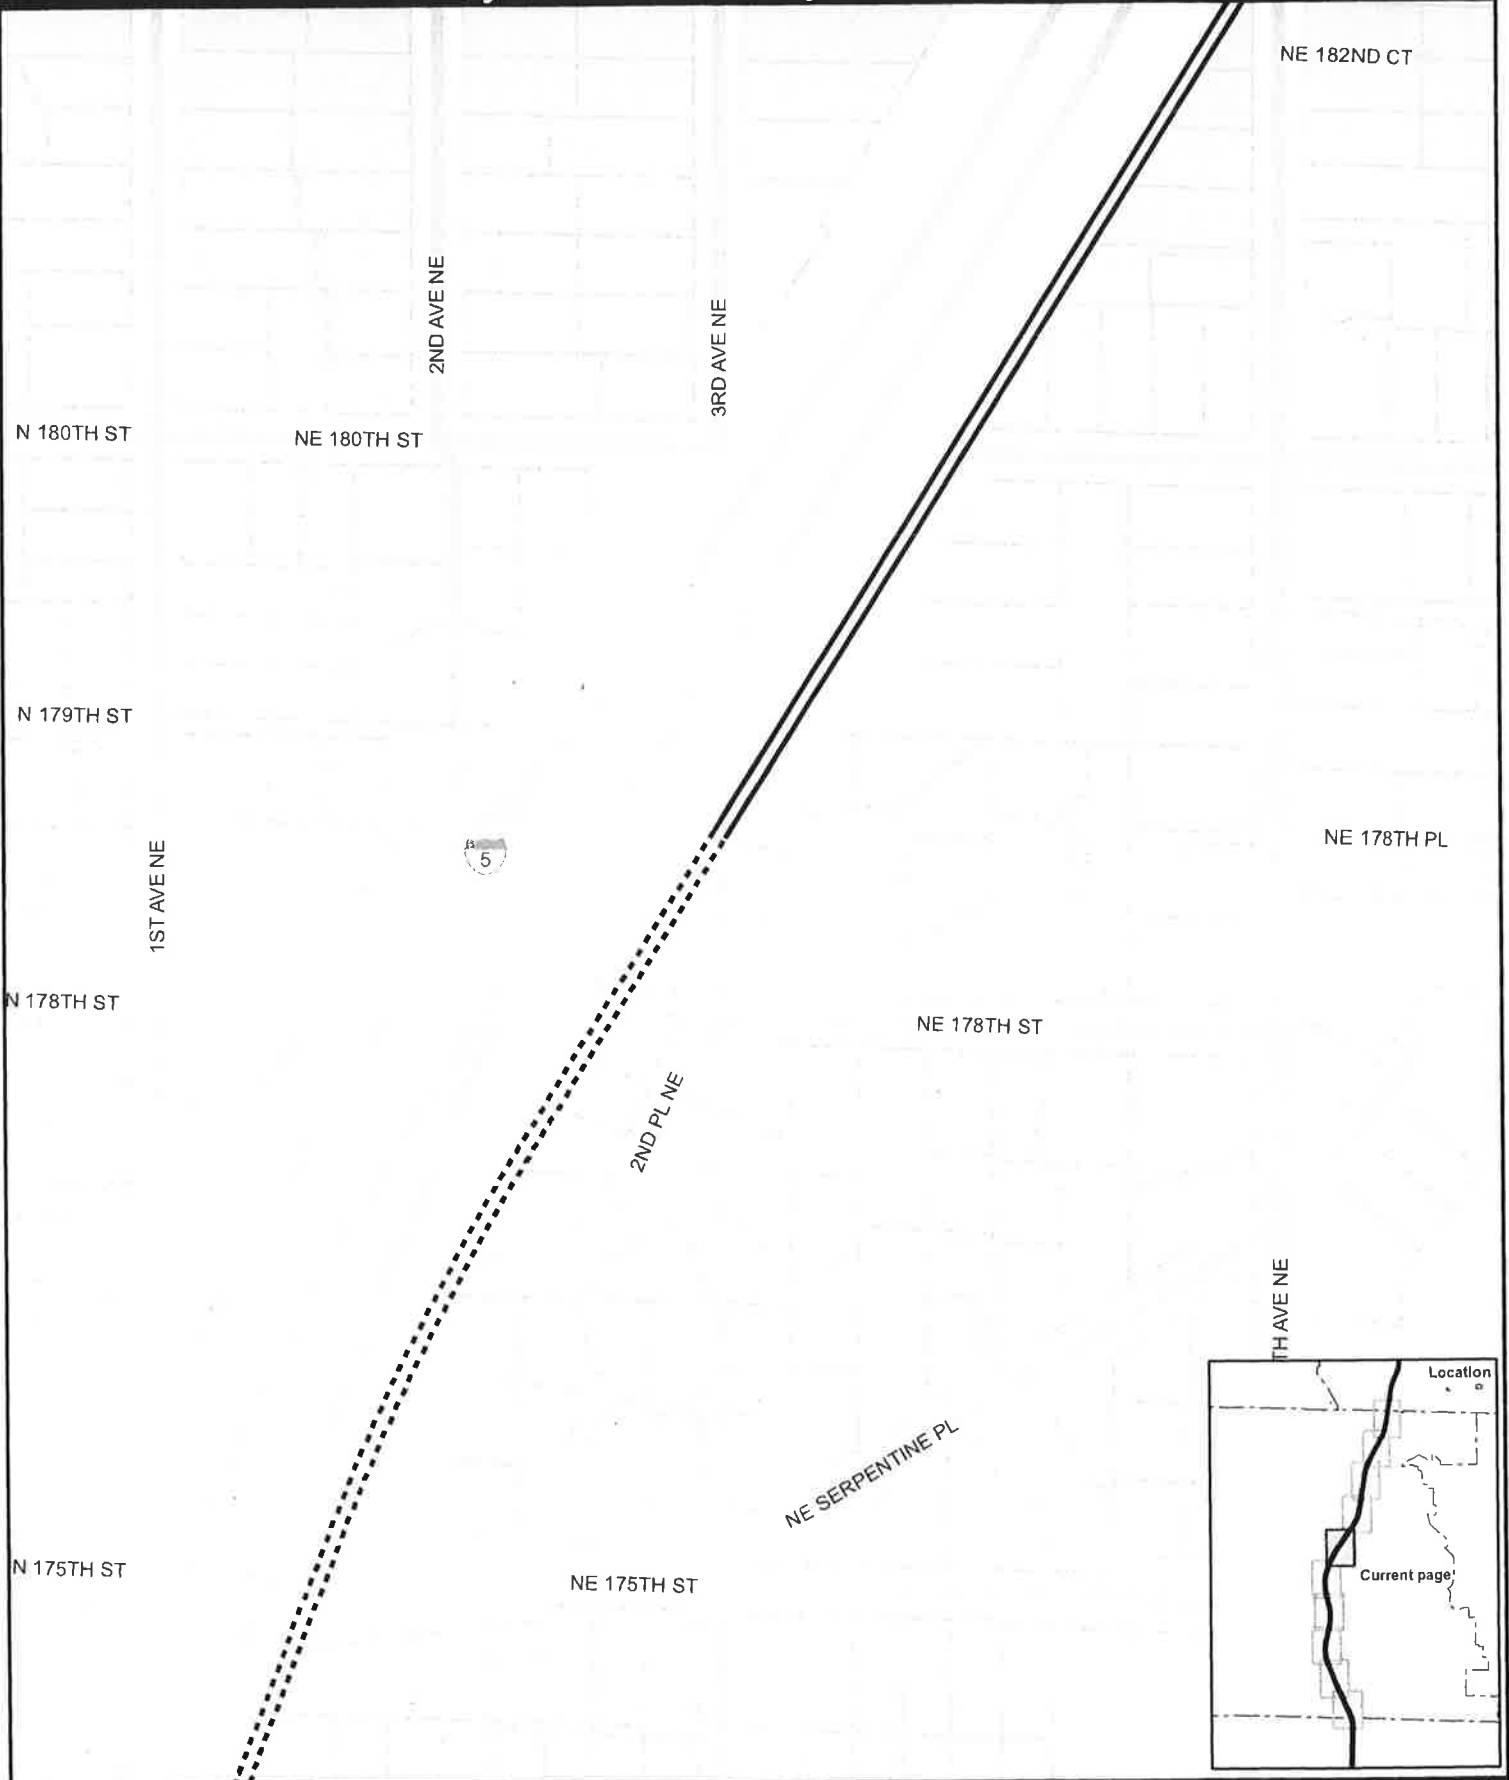 NE 182ND CT
2ND AVE NE
3RD AVE NE
N 180TH ST
NE 180TH ST
N 179TH ST
5
NE 178TH PL
1ST AVE NE
N 178TH ST
NE 178TH ST
2ND PL NE
TH AVE NE
Location
NE SERPENTINE PL
N 175TH ST
Current page
NE 175TH ST